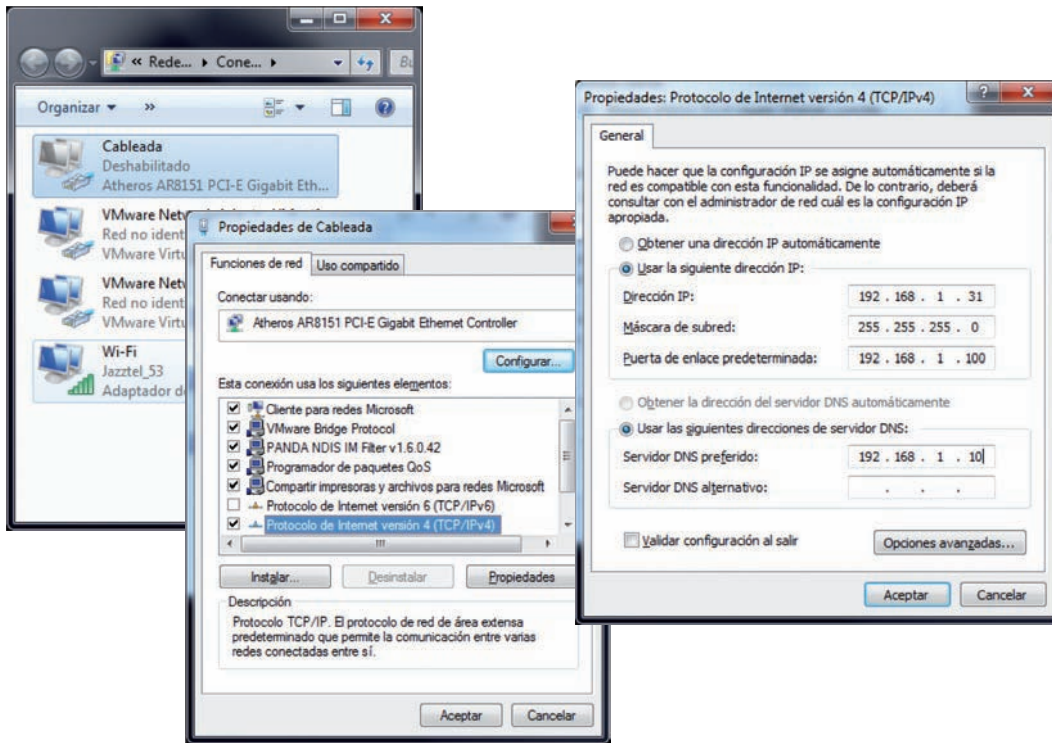 « Rede... ▸ Cone... ▸
Bu
Organizar »
Cableada
Deshabilitado
Atheros AR8151 PCI-E Gigabit Eth...
VMware
Red no ident
VMware Virtu
VMware Netw
Red no ident
VMware Virtu
Wi-Fi
Jazztel_53
Adaptador de
Propiedades de Cableada
Funciones de red Uso compartido
Conectar usando:
Atheros AR8151 PCI-E Gigabit Ethernet Controller
Configurar...
Esta conexión usa los siguientes elementos:
Cliente para redes Microsoft
VMware Bridge Protocol
PANDA NDIS IM Filter v1.6.0.42
Programador de paquetes QoS
Compartir impresoras y archivos para redes Microsoft
Protocolo de Internet versión 6 (TCP/IPv6)
Protocolo de Internet versión 4 (TCP/IPv4)
Instalar... Desinstalar Propiedades
Descripción
Protocolo TCP/IP. El protocolo de red de área extensa
predeterminado que permite la comunicación entre varias
redes conectadas entre sí.
Aceptar Cancelar
Propiedades: Protocolo de Internet versión 4 (TCP/IPv4)
General
Puede hacer que la configuración IP se asigne automáticamente si la
red es compatible con esta funcionalidad. De lo contrario, deberá
consultar con el administrador de red cuál es la configuración IP
apropiada.
Obtener una dirección IP automáticamente
Usar la siguiente dirección IP:
Dirección IP: 192 . 168 . 1 . 31
Máscara de subred: 255 . 255 . 255 . 0
Puerta de enlace predeterminada: 192 . 168 . 1 . 100
Obtener la dirección del servidor DNS automáticamente
Usar las siguientes direcciones de servidor DNS:
Servidor DNS preferido: 192 . 168 . 1 . 10
Servidor DNS alternativo: . . .
Validar configuración al salir Opciones avanzadas...
Aceptar Cancelar